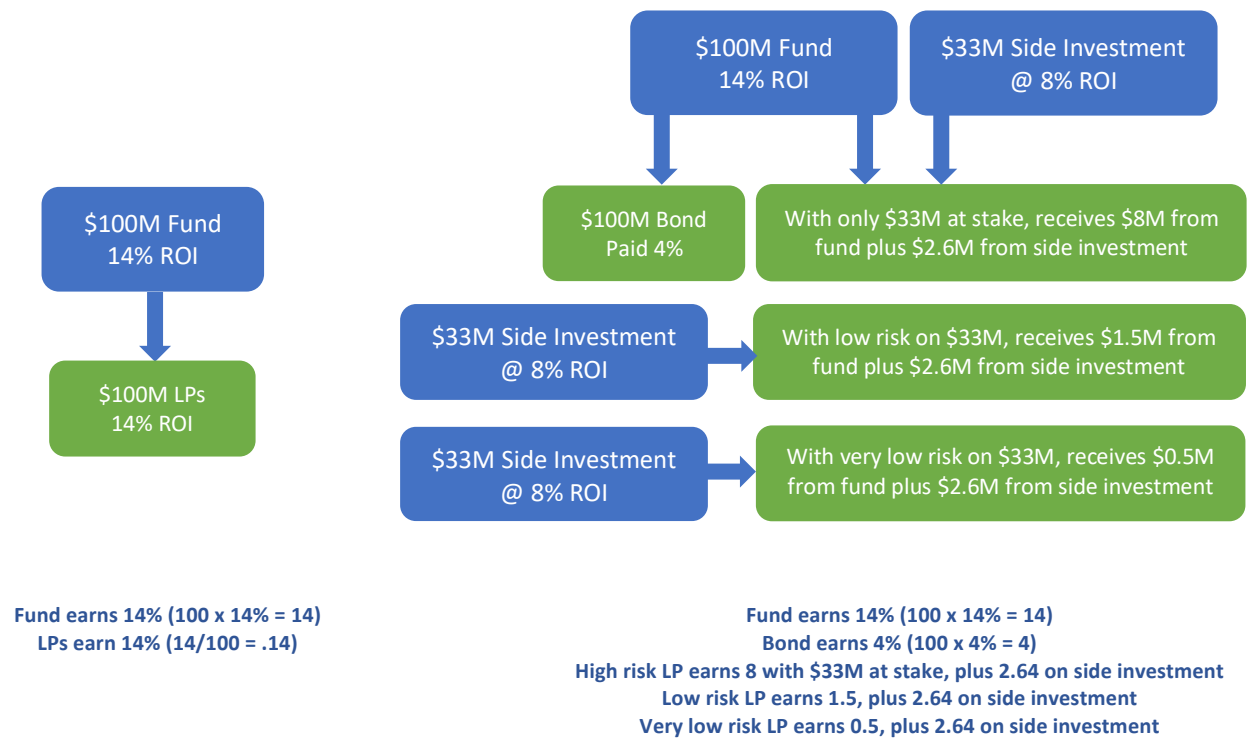 $100M Fund
14% ROI
$100M LPs
14% ROI
Fund earns 14% (100 x 14% = 14)
LPs earn 14% (14/100 = .14)
$100M Fund
14% ROI
$33M Side Investment
@ 8% ROI
$100M Bond
Paid 4%
With only $33M at stake, receives $8M from
fund plus $2.6M from side investment
$33M Side Investment
@ 8% ROI
With low risk on $33M, receives $1.5M from
fund plus $2.6M from side investment
$33M Side Investment
@ 8% ROI
With very low risk on $33M, receives $0.5M
from fund plus $2.6M from side investment
Fund earns 14% (100 x 14% = 14)
Bond earns 4% (100 x 4% = 4)
High risk LP earns 8 with $33M at stake, plus 2.64 on side investment
Low risk LP earns 1.5, plus 2.64 on side investment
Very low risk LP earns 0.5, plus 2.64 on side investment